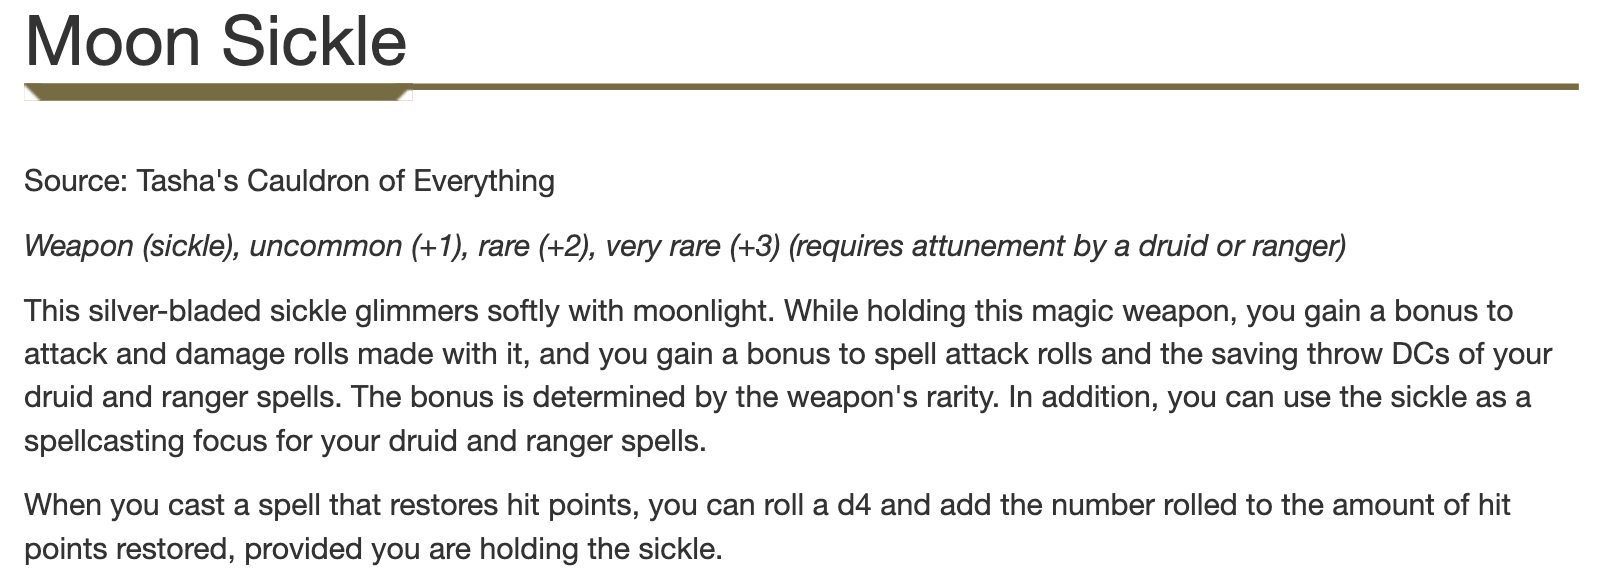 Moon Sickle
Source: Tasha's Cauldron of Everything
Weapon (sickle), uncommon (+1), rare (+2), very rare (+3) (requires attunement by a druid or ranger)
This silver-bladed sickle glimmers softly with moonlight. While holding this magic weapon, you gain a bonus to
attack and damage rolls made with it, and you gain a bonus to spell attack rolls and the saving throw DCs of your
druid and ranger spells. The bonus is determined by the weapon's rarity. In addition, you can use the sickle as a
spellcasting focus for your druid and ranger spells.
When you cast a spell that restores hit points, you can roll a d4 and add the number rolled to the amount of hit
points restored, provided you are holding the sickle.